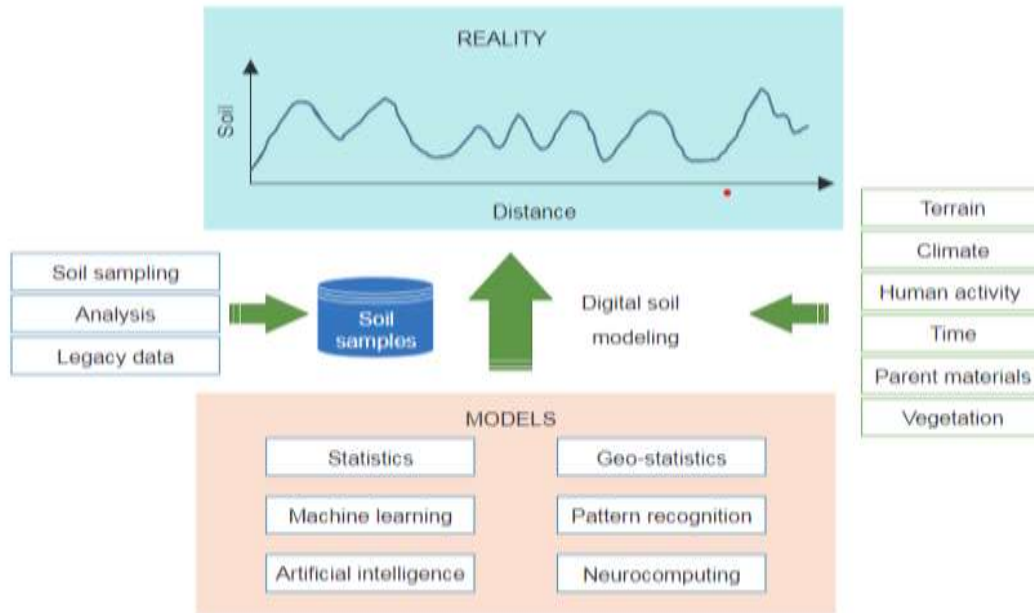 REALITY
Soil
Distance
Soil sampling
Analysis
Legacy data
Soil
samples
Digital soil
modeling
Terrain
Climate
Human activity
Time
Parent materials
Vegetation
MODELS
Statistics
Geo-statistics
Machine learning
Pattern recognition
Artificial intelligence
Neurocomputing